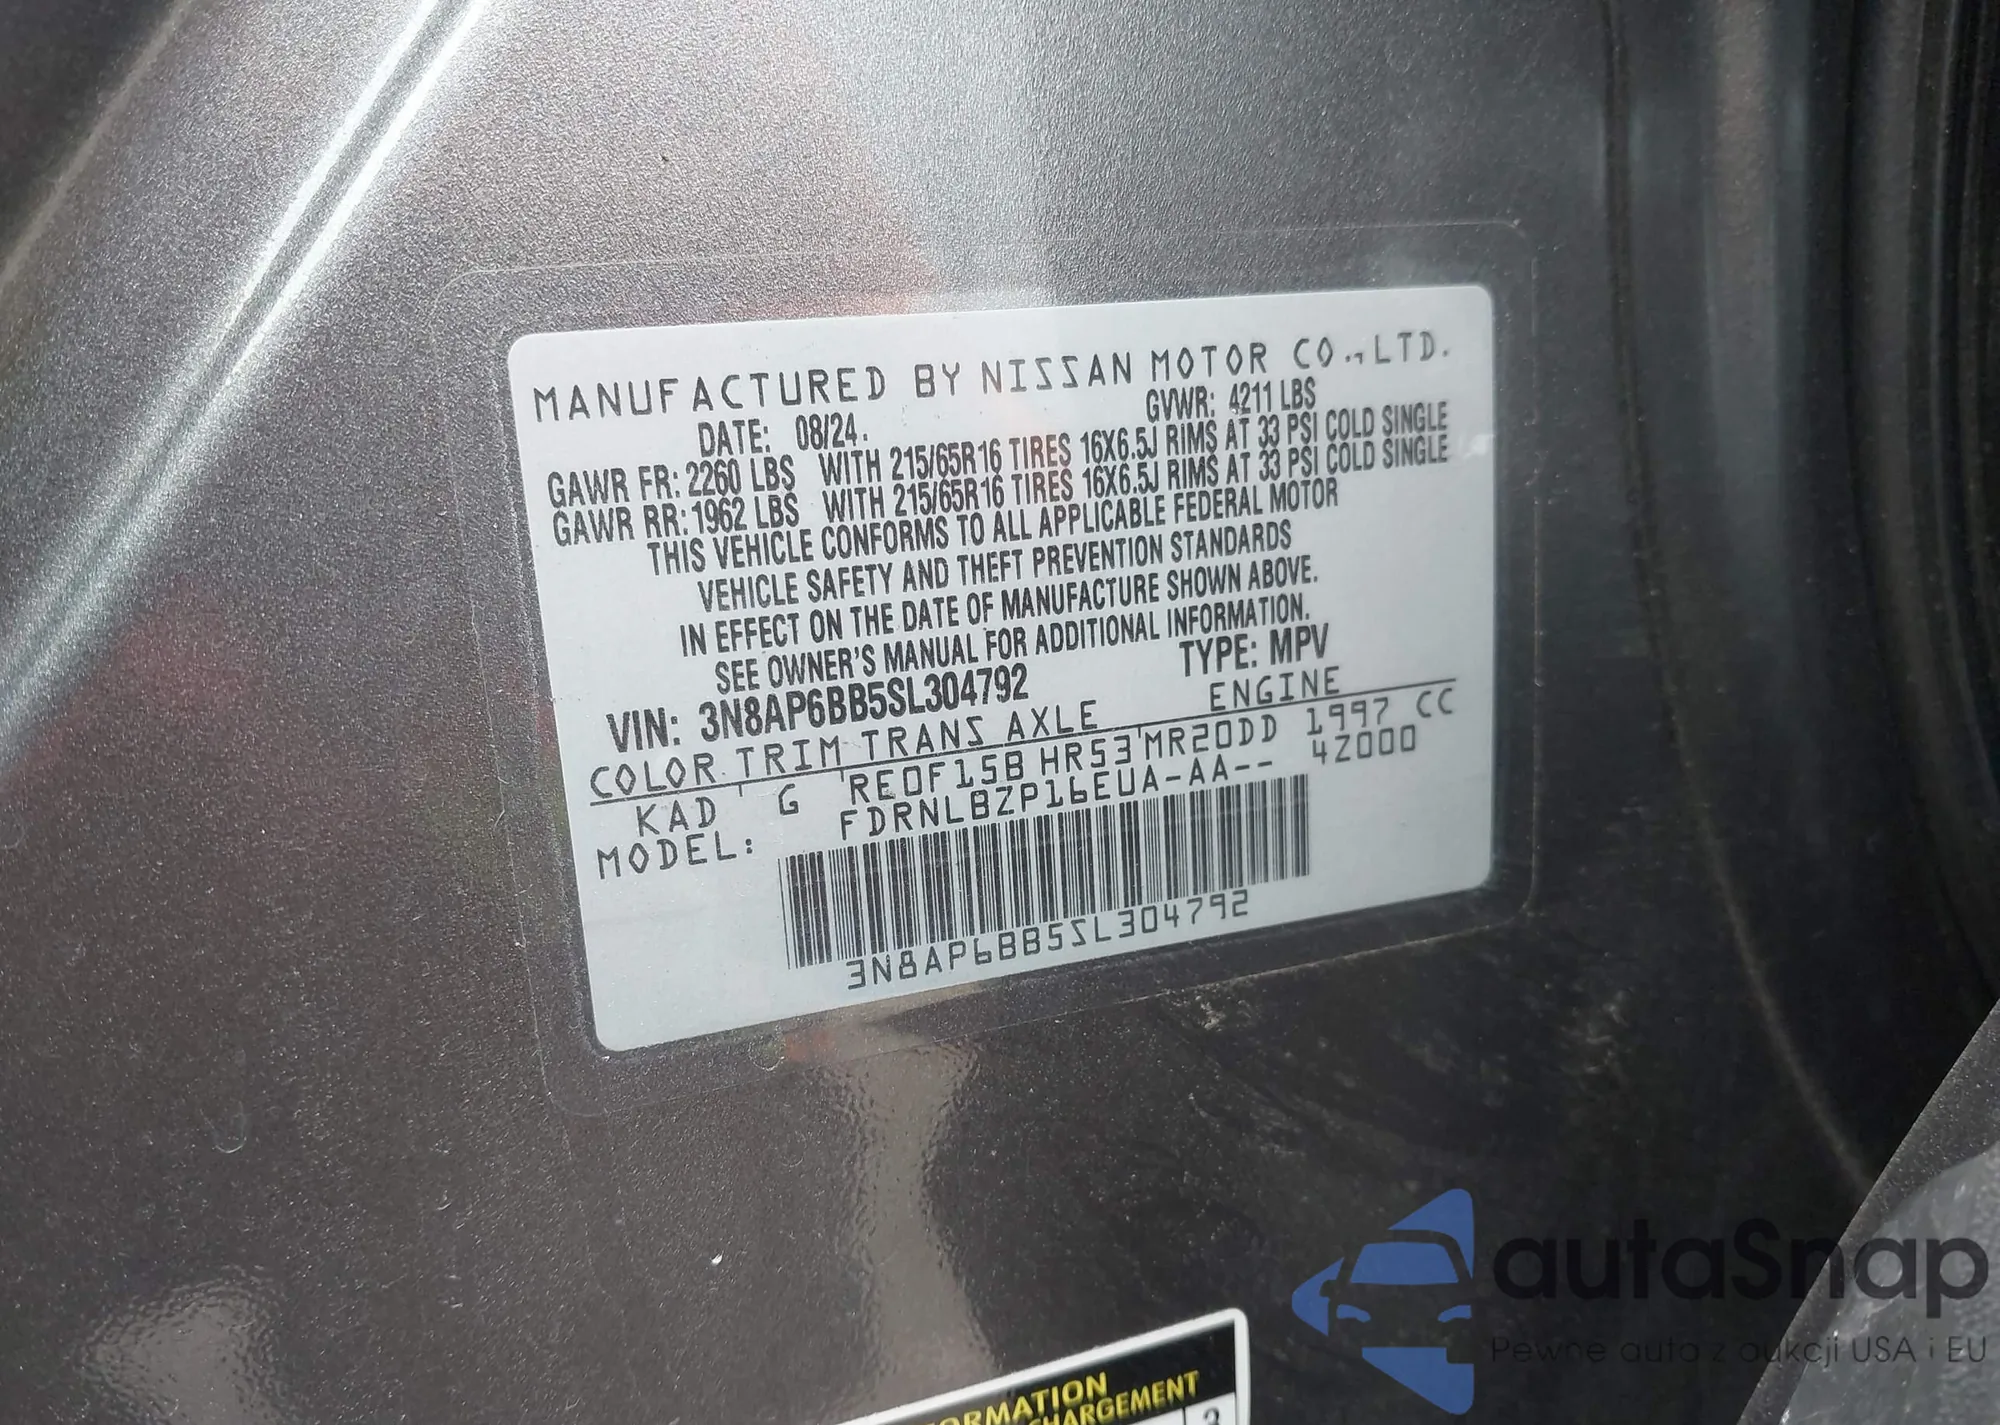 MANUFACTURED BY NISSAN MOTOR CO.,LTD.
DATE: 08/24. GVWR: 4211 LBS
GAWR FR: 2260 LBS WITH 215/65R16 TIRES 16X6.5J RIMS AT 33 PSI COLD SINGLE
GAWR RR: 1962 LBS WITH 215/65R16 TIRES 16X6.5J RIMS AT 33 PSI COLD SINGLE
THIS VEHICLE CONFORMS TO ALL APPLICABLE FEDERAL MOTOR
VEHICLE SAFETY AND THEFT PREVENTION STANDARDS
IN EFFECT ON THE DATE OF MANUFACTURE SHOWN ABOVE.
SEE OWNER'S MANUAL FOR ADDITIONAL INFORMATION.
VIN: 3N8AP6BB5SL304792 TYPE: MPV
COLOR TRIM TRANS AXLE ENGINE
KAD G RE0F15B HR53 MR20DD 1997 CC
MODEL: FDRNLBZP16EUA-AA-- 4Z000
3N8AP6BB5SL304792
autaSnap
Pewne auta z aukcji USA i EU
ORMATION
CHARGEMENT
3